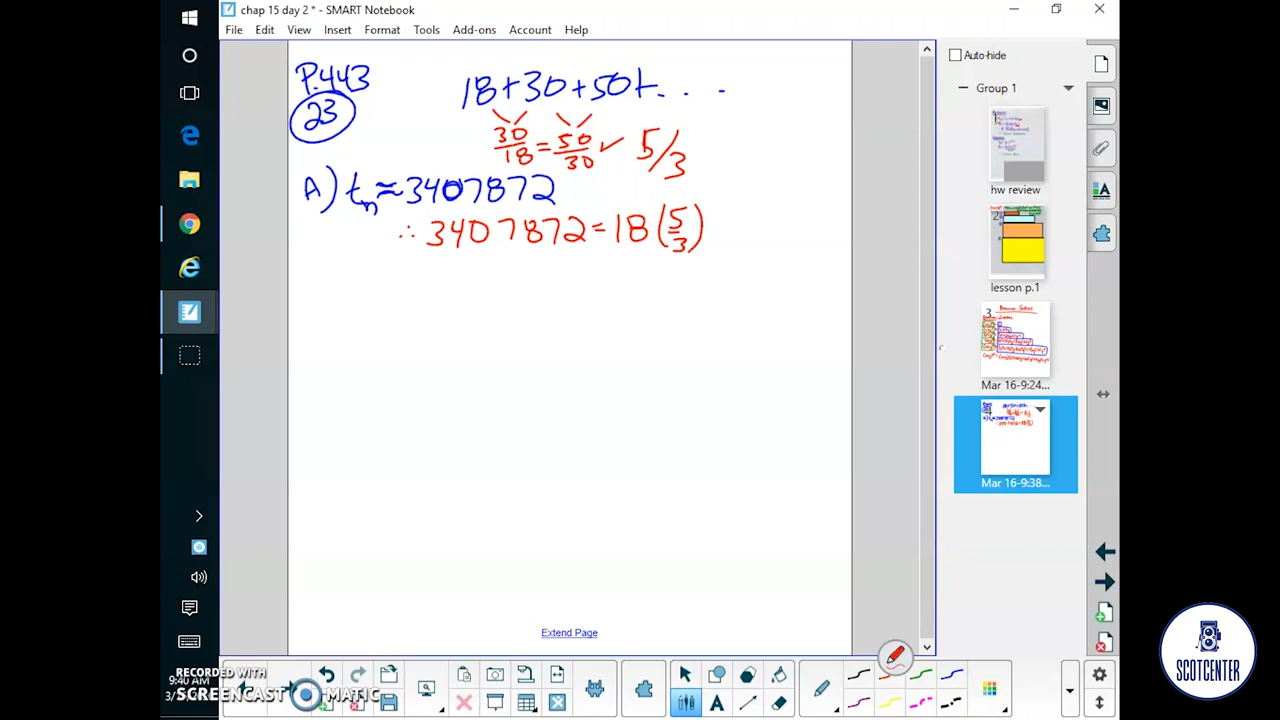 chap 15 day 2 * - SMART Notebook
File Edit View Insert Format Tools Add-ons Account Help
P.443
23
18+30+50+....
30/18 = 50/30 ✓ 5/3
A) tn ≈ 3407872
∴ 3407872 = 18(5/3)
Extend Page
Auto-hide
Group 1
hw review
2
lesson p.1
3
Mar 16-9:24...
Mar 16-9:38...
RECORDED WITH
SCREENCAST-O-MATIC
SCOTCENTER